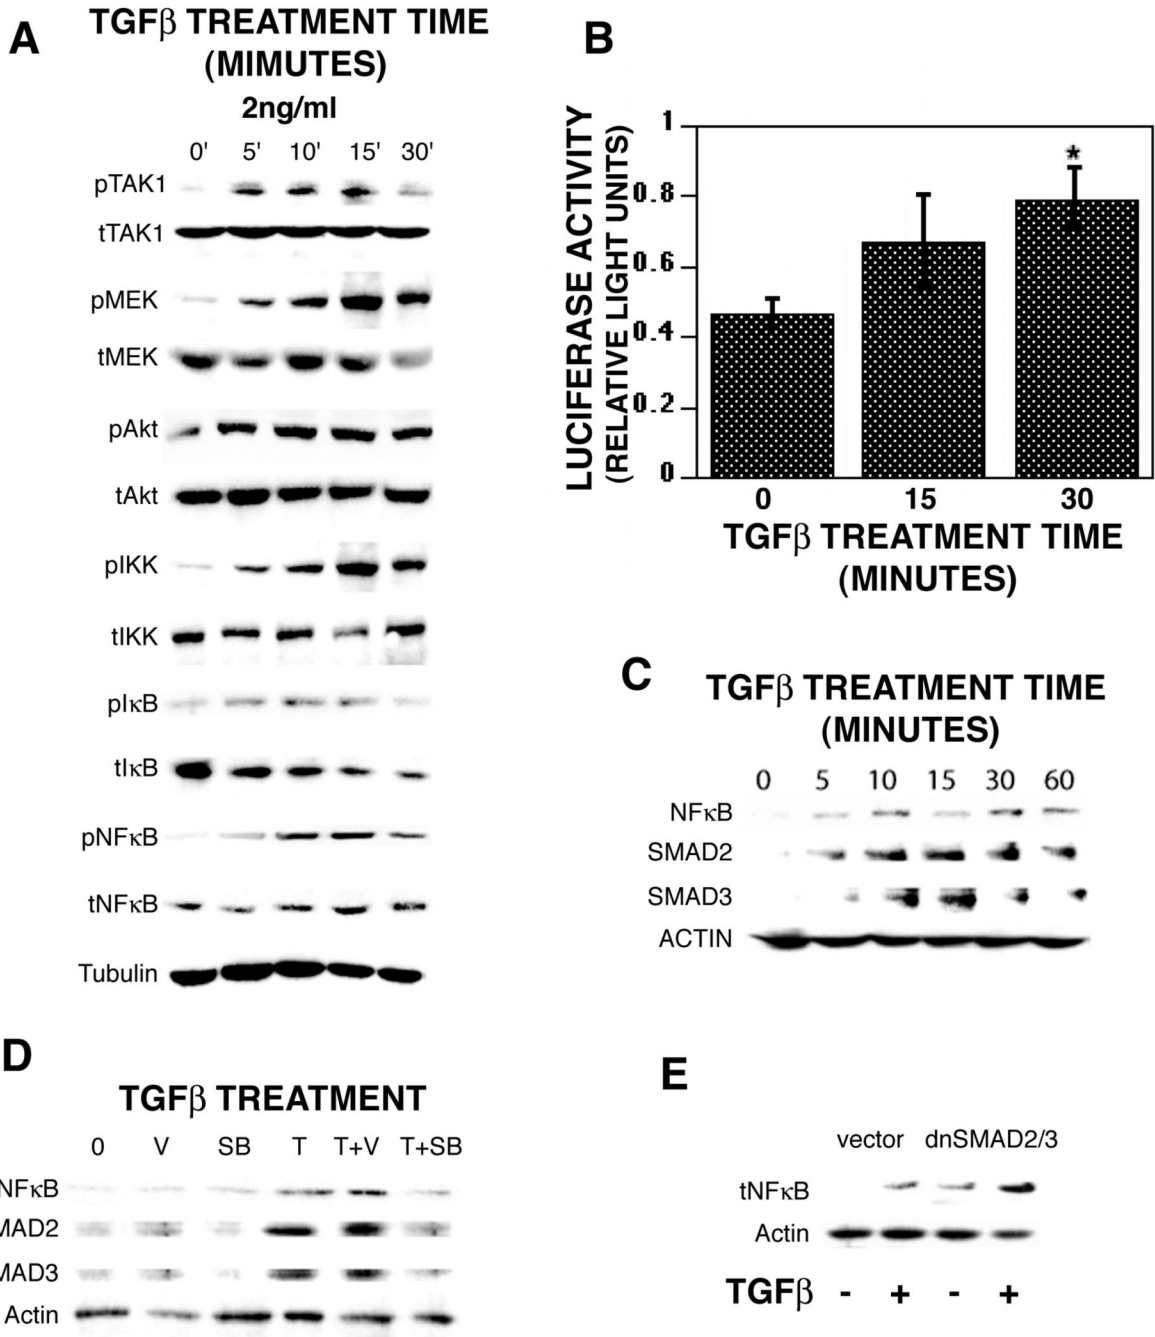 A
TGFβ TREATMENT TIME
(MIMUTES)
2ng/ml
0' 5' 10' 15' 30'
pTAK1
tTAK1
pMEK
tMEK
pAkt
tAkt
pIKK
tIKK
pIκB
tIκB
pNFκB
tNFκB
Tubulin
B
LUCIFERASE ACTIVITY
(RELATIVE LIGHT UNITS)
1
0.8
0.6
0.4
0.2
0
*
0 15 30
TGFβ TREATMENT TIME
(MINUTES)
C
TGFβ TREATMENT TIME
(MINUTES)
0 5 10 15 30 60
NFκB
SMAD2
SMAD3
ACTIN
D
TGFβ TREATMENT
0 V SB T T+V T+SB
NFκB
MAD2
MAD3
Actin
E
vector dnSMAD2/3
tNFκB
Actin
TGFβ - + - +